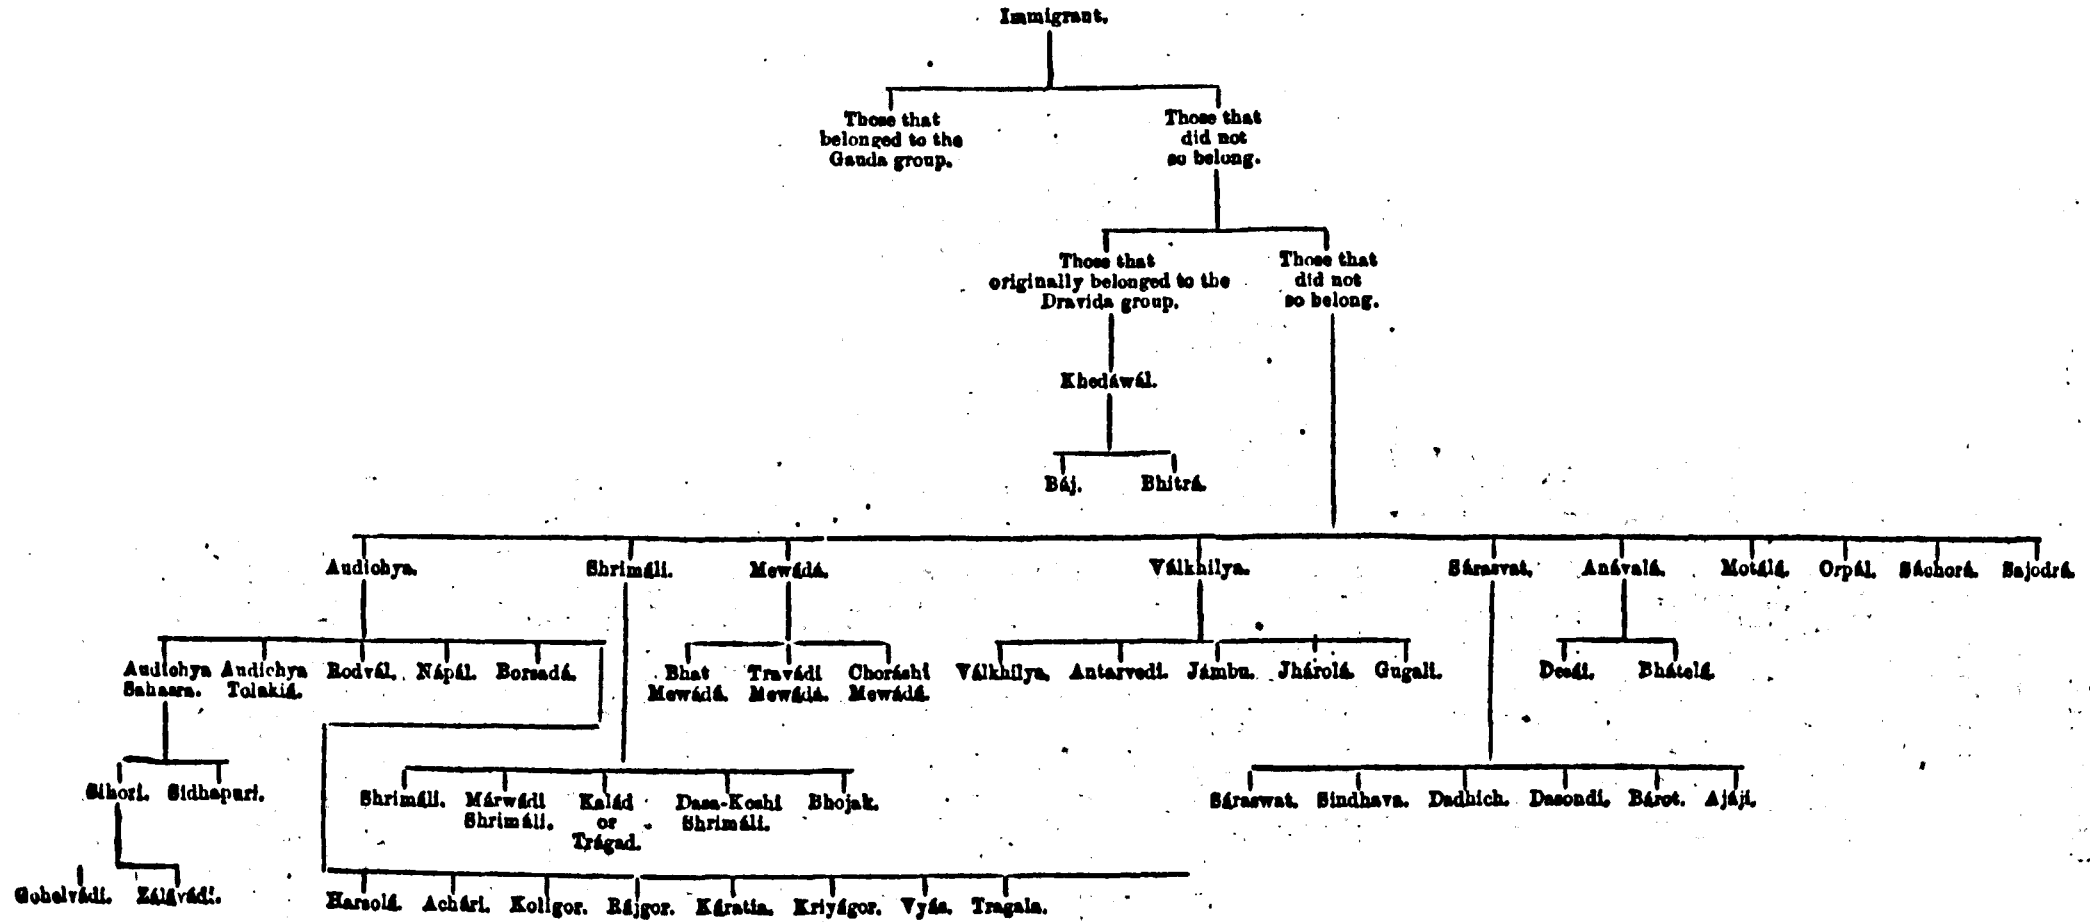 Immigrant.
Those that
belonged to the
Gauda group.
Those that
did not
so belong.
Those that
originally belonged to the
Dravida group.
Those that
did not
so belong.
Khedáwál.
Báj. Bhitrá.
Audichya. Shrimáli. Mewádá. Válkhilya. Sárasvat. Anávalá. Motálá. Orpál. Sáchorá. Sajodrá.
Audichya
Sahasra.
Audichya
Tolakiá.
Rodvál. Nápál. Borsadá.
Bhat
Mewádá.
Travádi
Mewádá.
Choráshi
Mewádá.
Válkhilya. Antarvedi. Jámbu. Jhárolá. Gugali.
Desái. Bhátelá.
Sihori. Sidhapuri.
Shrimáli.
Márwádi
Shrimáli.
Kalád
or
Trágad.
Dasa-Koshi
Shrimáli.
Bhojak.
Sáraswat. Sindhava. Dadhich. Dasondi. Bárot. Ajáji.
Gohelvádi. Zálávádi.
Harsolá. Achári. Koligor. Rájgor. Káratia. Kriyágor. Vyás. Tragala.